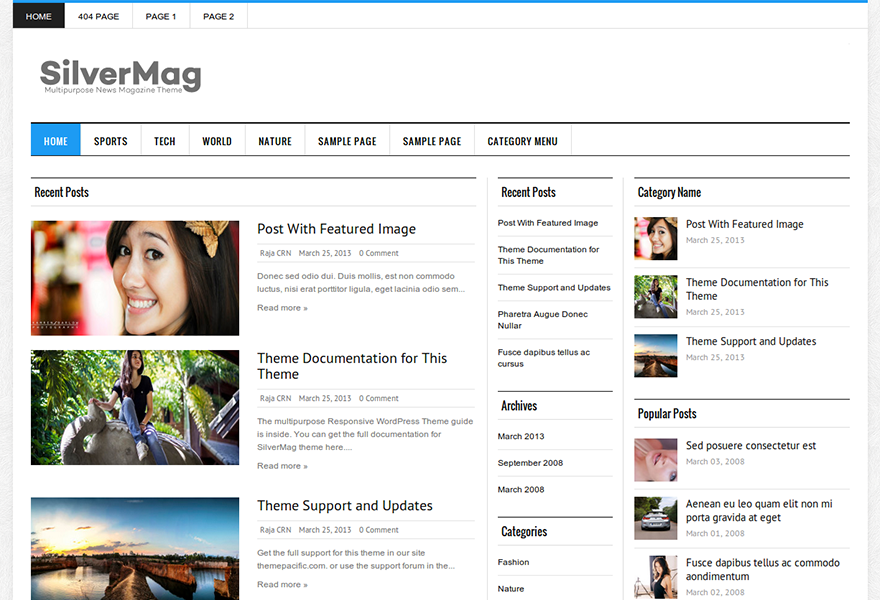 HOME 404 PAGE PAGE 1 PAGE 2
SilverMag
Multipurpose News Magazine Theme
HOME SPORTS TECH WORLD NATURE SAMPLE PAGE SAMPLE PAGE CATEGORY MENU
Recent Posts
Post With Featured Image
Raja CRN March 25, 2013 0 Comment
Donec sed odio dui. Duis mollis, est non commodo
luctus, nisi erat porttitor ligula, eget lacinia odio sem...
Read more »
Theme Documentation for This
Theme
Raja CRN March 25, 2013 0 Comment
The multipurpose Responsive WordPress Theme guide
is inside. You can get the full documentation for
SilverMag theme here....
Read more »
Theme Support and Updates
Raja CRN March 25, 2013 0 Comment
Get the full support for this theme in our site
themepacific.com. or use the support forum in the...
Read more »
Recent Posts
Post With Featured Image
Theme Documentation for
This Theme
Theme Support and Updates
Pharetra Augue Donec
Nullar
Fusce dapibus tellus ac
cursus
Archives
March 2013
September 2008
March 2008
Categories
Fashion
Nature
Category Name
Post With Featured Image
March 25, 2013
Theme Documentation for This
Theme
March 25, 2013
Theme Support and Updates
March 25, 2013
Popular Posts
Sed posuere consectetur est
March 03, 2008
Aenean eu leo quam elit non mi
porta gravida at eget
March 01, 2008
Fusce dapibus tellus ac commodo
aondimentum
March 02, 2008